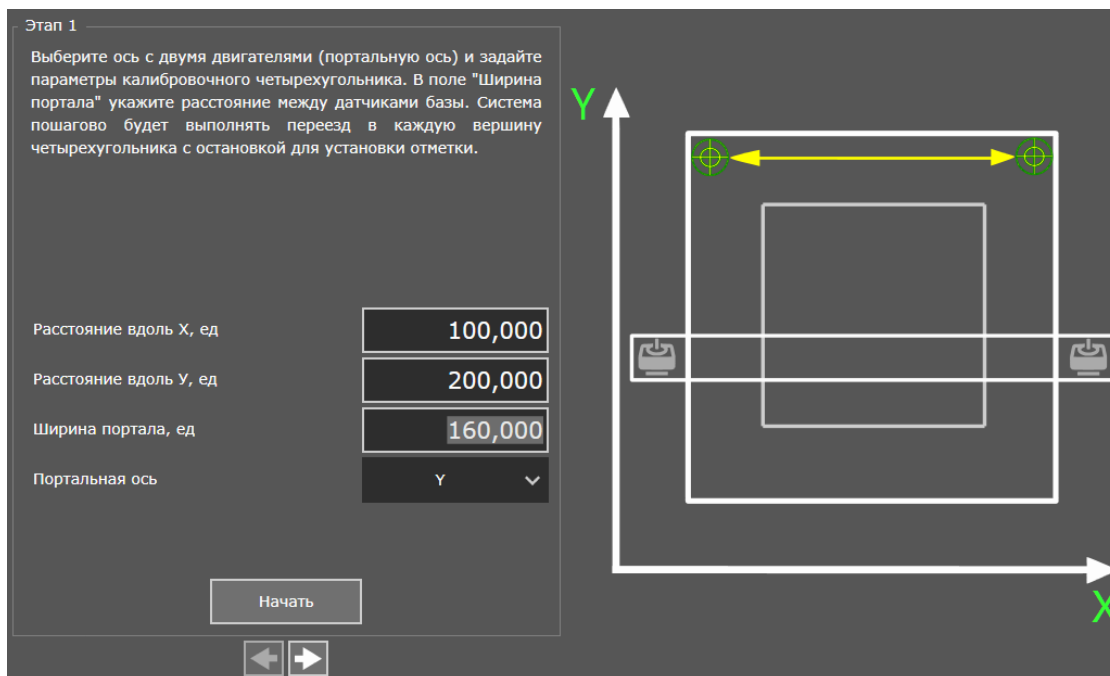 Этап 1
Выберите ось с двумя двигателями (портальную ось) и задайте
параметры калибровочного четырехугольника. В поле "Ширина
портала" укажите расстояние между датчиками базы. Система
пошагово будет выполнять переезд в каждую вершину
четырехугольника с остановкой для установки отметки.
Расстояние вдоль X, ед 100,000
Расстояние вдоль У, ед 200,000
Ширина портала, ед 160,000
Портальная ось Y
Начать
Y
X